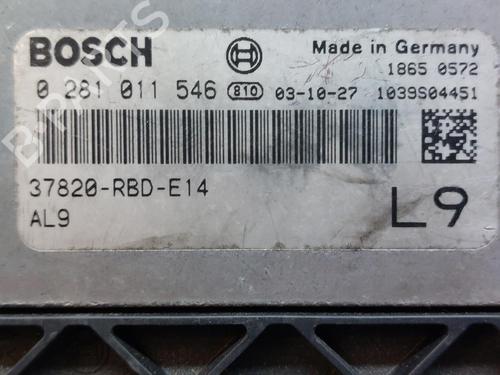 BOSCH
Made in Germany
1865 0572
0 281 011 546 810 03-10-27 1039S04451
37820-RBD-E14
AL9
L9
B-PARTS